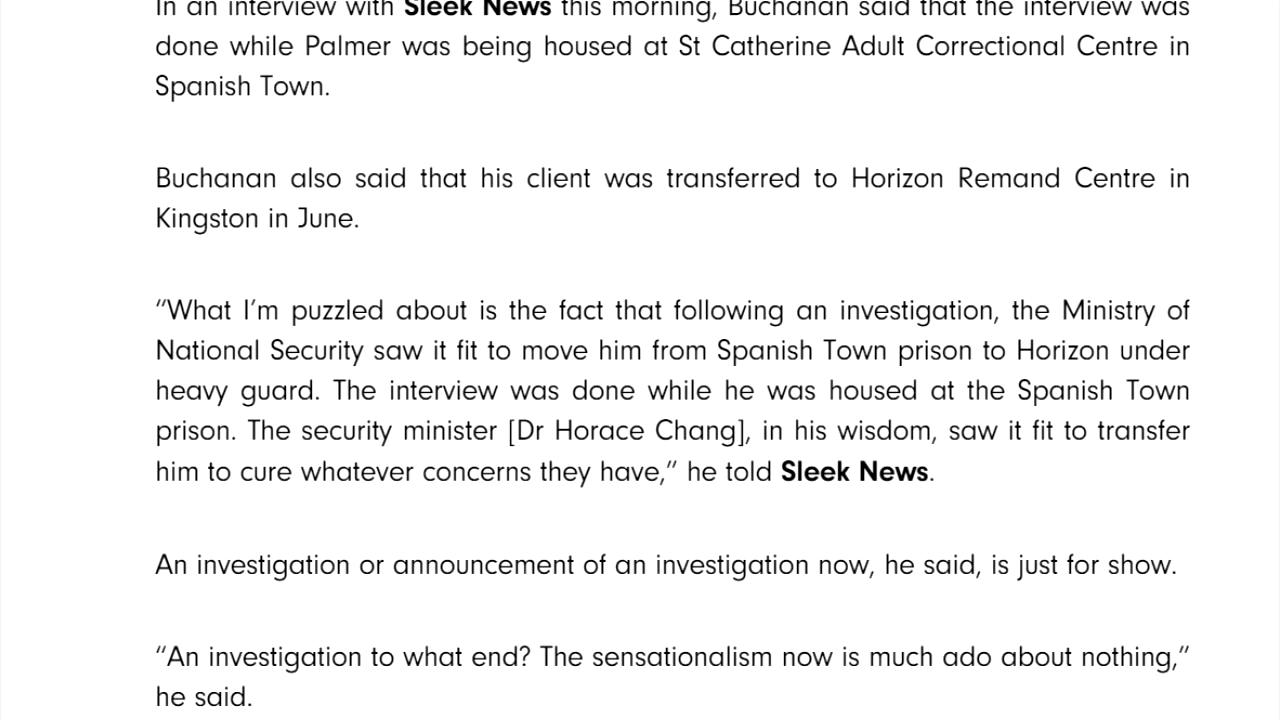 In an interview with Sleek News this morning, Buchanan said that the interview was
done while Palmer was being housed at St Catherine Adult Correctional Centre in
Spanish Town.
Buchanan also said that his client was transferred to Horizon Remand Centre in
Kingston in June.
“What I’m puzzled about is the fact that following an investigation, the Ministry of
National Security saw it fit to move him from Spanish Town prison to Horizon under
heavy guard. The interview was done while he was housed at the Spanish Town
prison. The security minister [Dr Horace Chang], in his wisdom, saw it fit to transfer
him to cure whatever concerns they have,” he told Sleek News.
An investigation or announcement of an investigation now, he said, is just for show.
“An investigation to what end? The sensationalism now is much ado about nothing,”
he said.